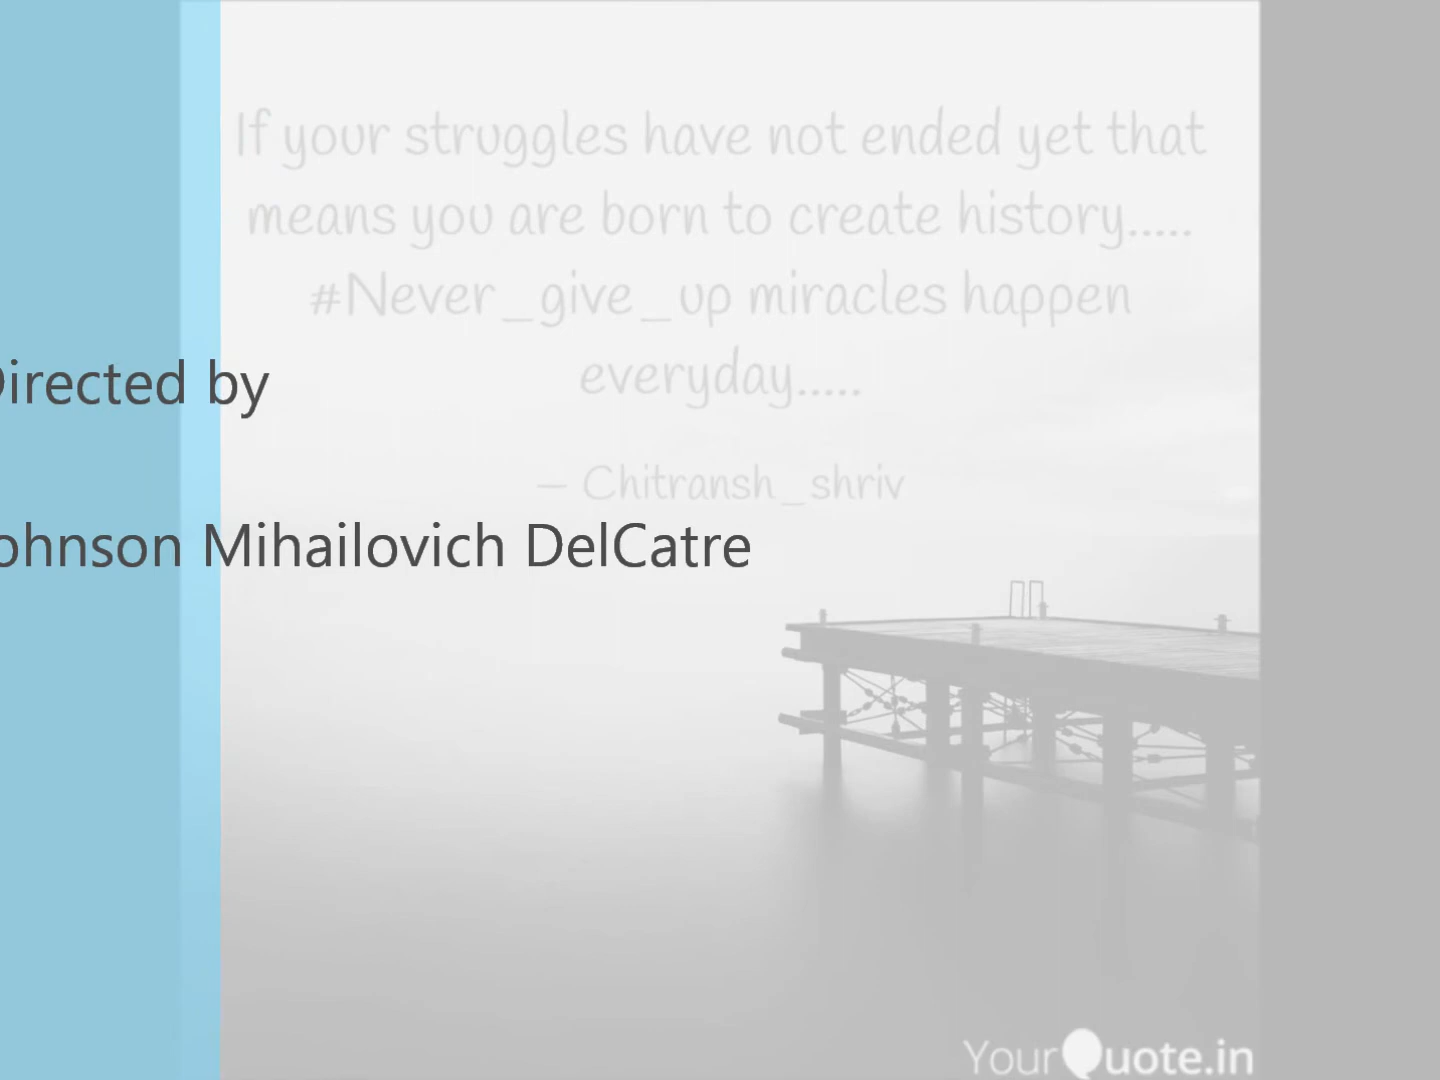 If your struggles have not ended yet that
means you are born to create history.....
#Never_give_up miracles happen
everyday.....
– Chitransh_shriv
Directed by
ohnson Mihailovich DelCatre
YourQuote.in